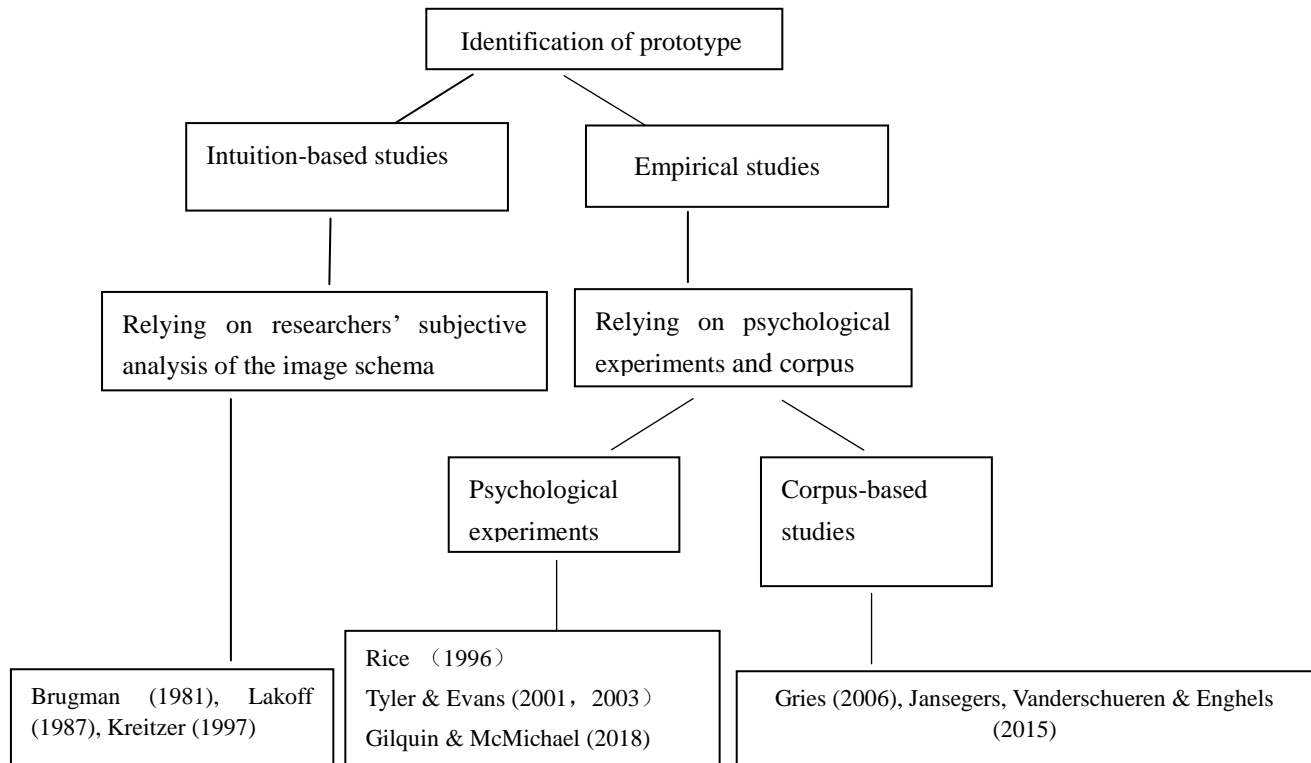 Identification of prototype
Intuition-based studies
Empirical studies
Relying on researchers’ subjective
analysis of the image schema
Relying on psychological
experiments and corpus
Psychological
experiments
Corpus-based
studies
Brugman (1981), Lakoff
(1987), Kreitzer (1997)
Rice （1996）
Tyler & Evans (2001，2003）
Gilquin & McMichael (2018)
Gries (2006), Jansegers, Vanderschueren & Enghels
(2015)